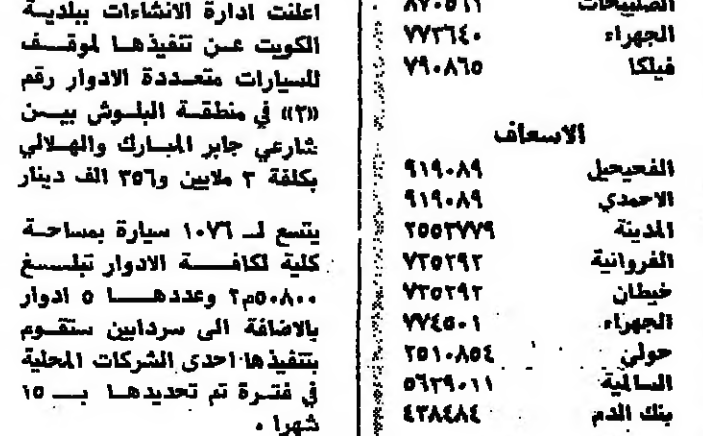 اعلنت ادارة الانشاءات ببلدية
الكويت عن تنفيذها لموقف
للسيارات متعددة الادوار رقم
«٣» في منطقة البلوش بين
شارعي جابر المبارك والهلالي
بكلفة ٣ ملايين و٣٥٦ الف دينار
يتسع لـ ١٠٧٦ سيارة بمساحة
كلية لكافة الادوار تبلغ
٥٠٨٠٠م٢ وعددها ٥ ادوار
بالاضافة الى سردابين ستقوم
بتنفيذها احدى الشركات المحلية
في فترة تم تحديدها بـ ١٥
شهرا .
الصليبخات ٨٧٠٥١١
الجهراء ٧٧٢٦٤٠
فيلكا ٧٩٠٨٦٥
الاسعاف
الفحيحيل ٩١٩٠٨٩
الاحمدي ٩١٩٠٨٩
المدينة ٢٥٥٢٧٧٩
الفروانية ٧٢٥٢٩٢
خيطان ٧٢٥٢٩٢
الجهراء ٧٧٤٥٠١
حولي ٢٥١٠٨٥٤
السالمية ٥٦٢٩٠١١
بنك الدم ٤٣٨٤٨٤